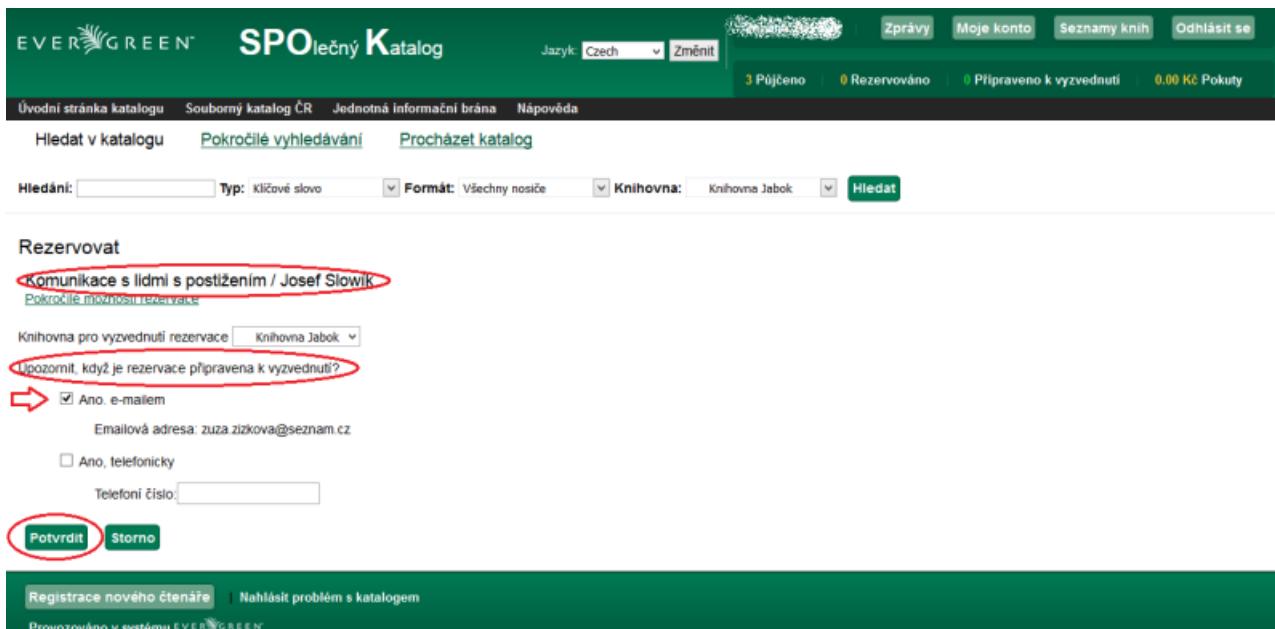 EVERGREEN SPOlečný Katalog Jazyk: Czech Změnit Zprávy Moje konto Seznamy knih Odhlásit se
3 Půjčeno 0 Rezervováno 0 Připraveno k vyzvednutí 0.00 Kč Pokuty
Úvodní stránka katalogu Souborný katalog ČR Jednotná informační brána Nápověda
Hledat v katalogu Pokročilé vyhledávání Procházet katalog
Hledání: Typ: Klíčové slovo Formát: Všechny nosiče Knihovna: Knihovna Jabok Hledat
Rezervovat
Komunikace s lidmi s postižením / Josef Slowík
Pokročilé možnosti rezervace
Knihovna pro vyzvednutí rezervace Knihovna Jabok
Upozornit, když je rezervace připravena k vyzvednutí?
Ano. e-mailem
Emailová adresa: zuza.zizkova@seznam.cz
Ano, telefonicky
Telefoní číslo:
Potvrdit Storno
Registrace nového čtenáře Nahlásit problém s katalogem
Provozováno v systému EVERGREEN